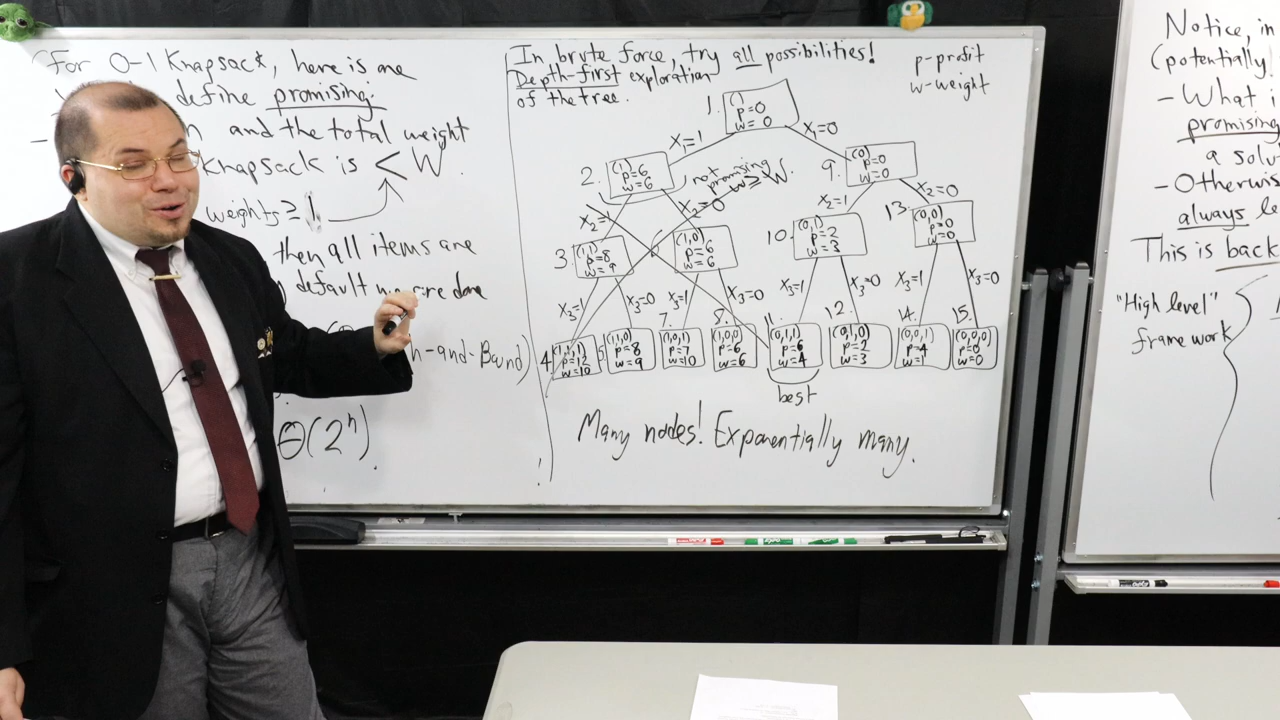 For 0-1 Knapsack, here is one
define promising:
and the total weight
Knapsack is < W
weights ≥ 1
then all items are
default we are done
n-and-Bound)
Θ(2ⁿ).
In brute force, try all possibilities!
Depth-first exploration
of the tree.
p-profit
w-weight
1.
()
p=0
w=0
X₁=1
X₁=0
2.
(1)
p=6
w=6
not promising
W.
9.
(0)
p=0
w=0
X₂=1
X₂=0
X₂=1
X₂=0
3.
(1,1)
p=8
w=9
(1,0)
p=6
w=6
10.
(0,1)
p=2
w=3
13.
(0,0)
p=0
w=0
X₃=1
X₃=0
X₃=1
X₃=0
X₃=1
X₃=0
X₃=1
X₃=0
4.
(1,1,1)
p=12
w=10
(1,1,0)
p=8
w=9
7.
w=10
8.
(1,0,0)
p=6
w=6
11.
(0,1,1)
p=6
w=4
12.
(0,1,0)
p=2
w=3
14.
(0,0,1)
p=4
w=1
15.
(0,0,0)
p=0
w=0
best
Many nodes! Exponentially many.
Notice, in
(potentially!
- What i
promising
a solu
- Otherwis
always le
This is back
"High level"
framework